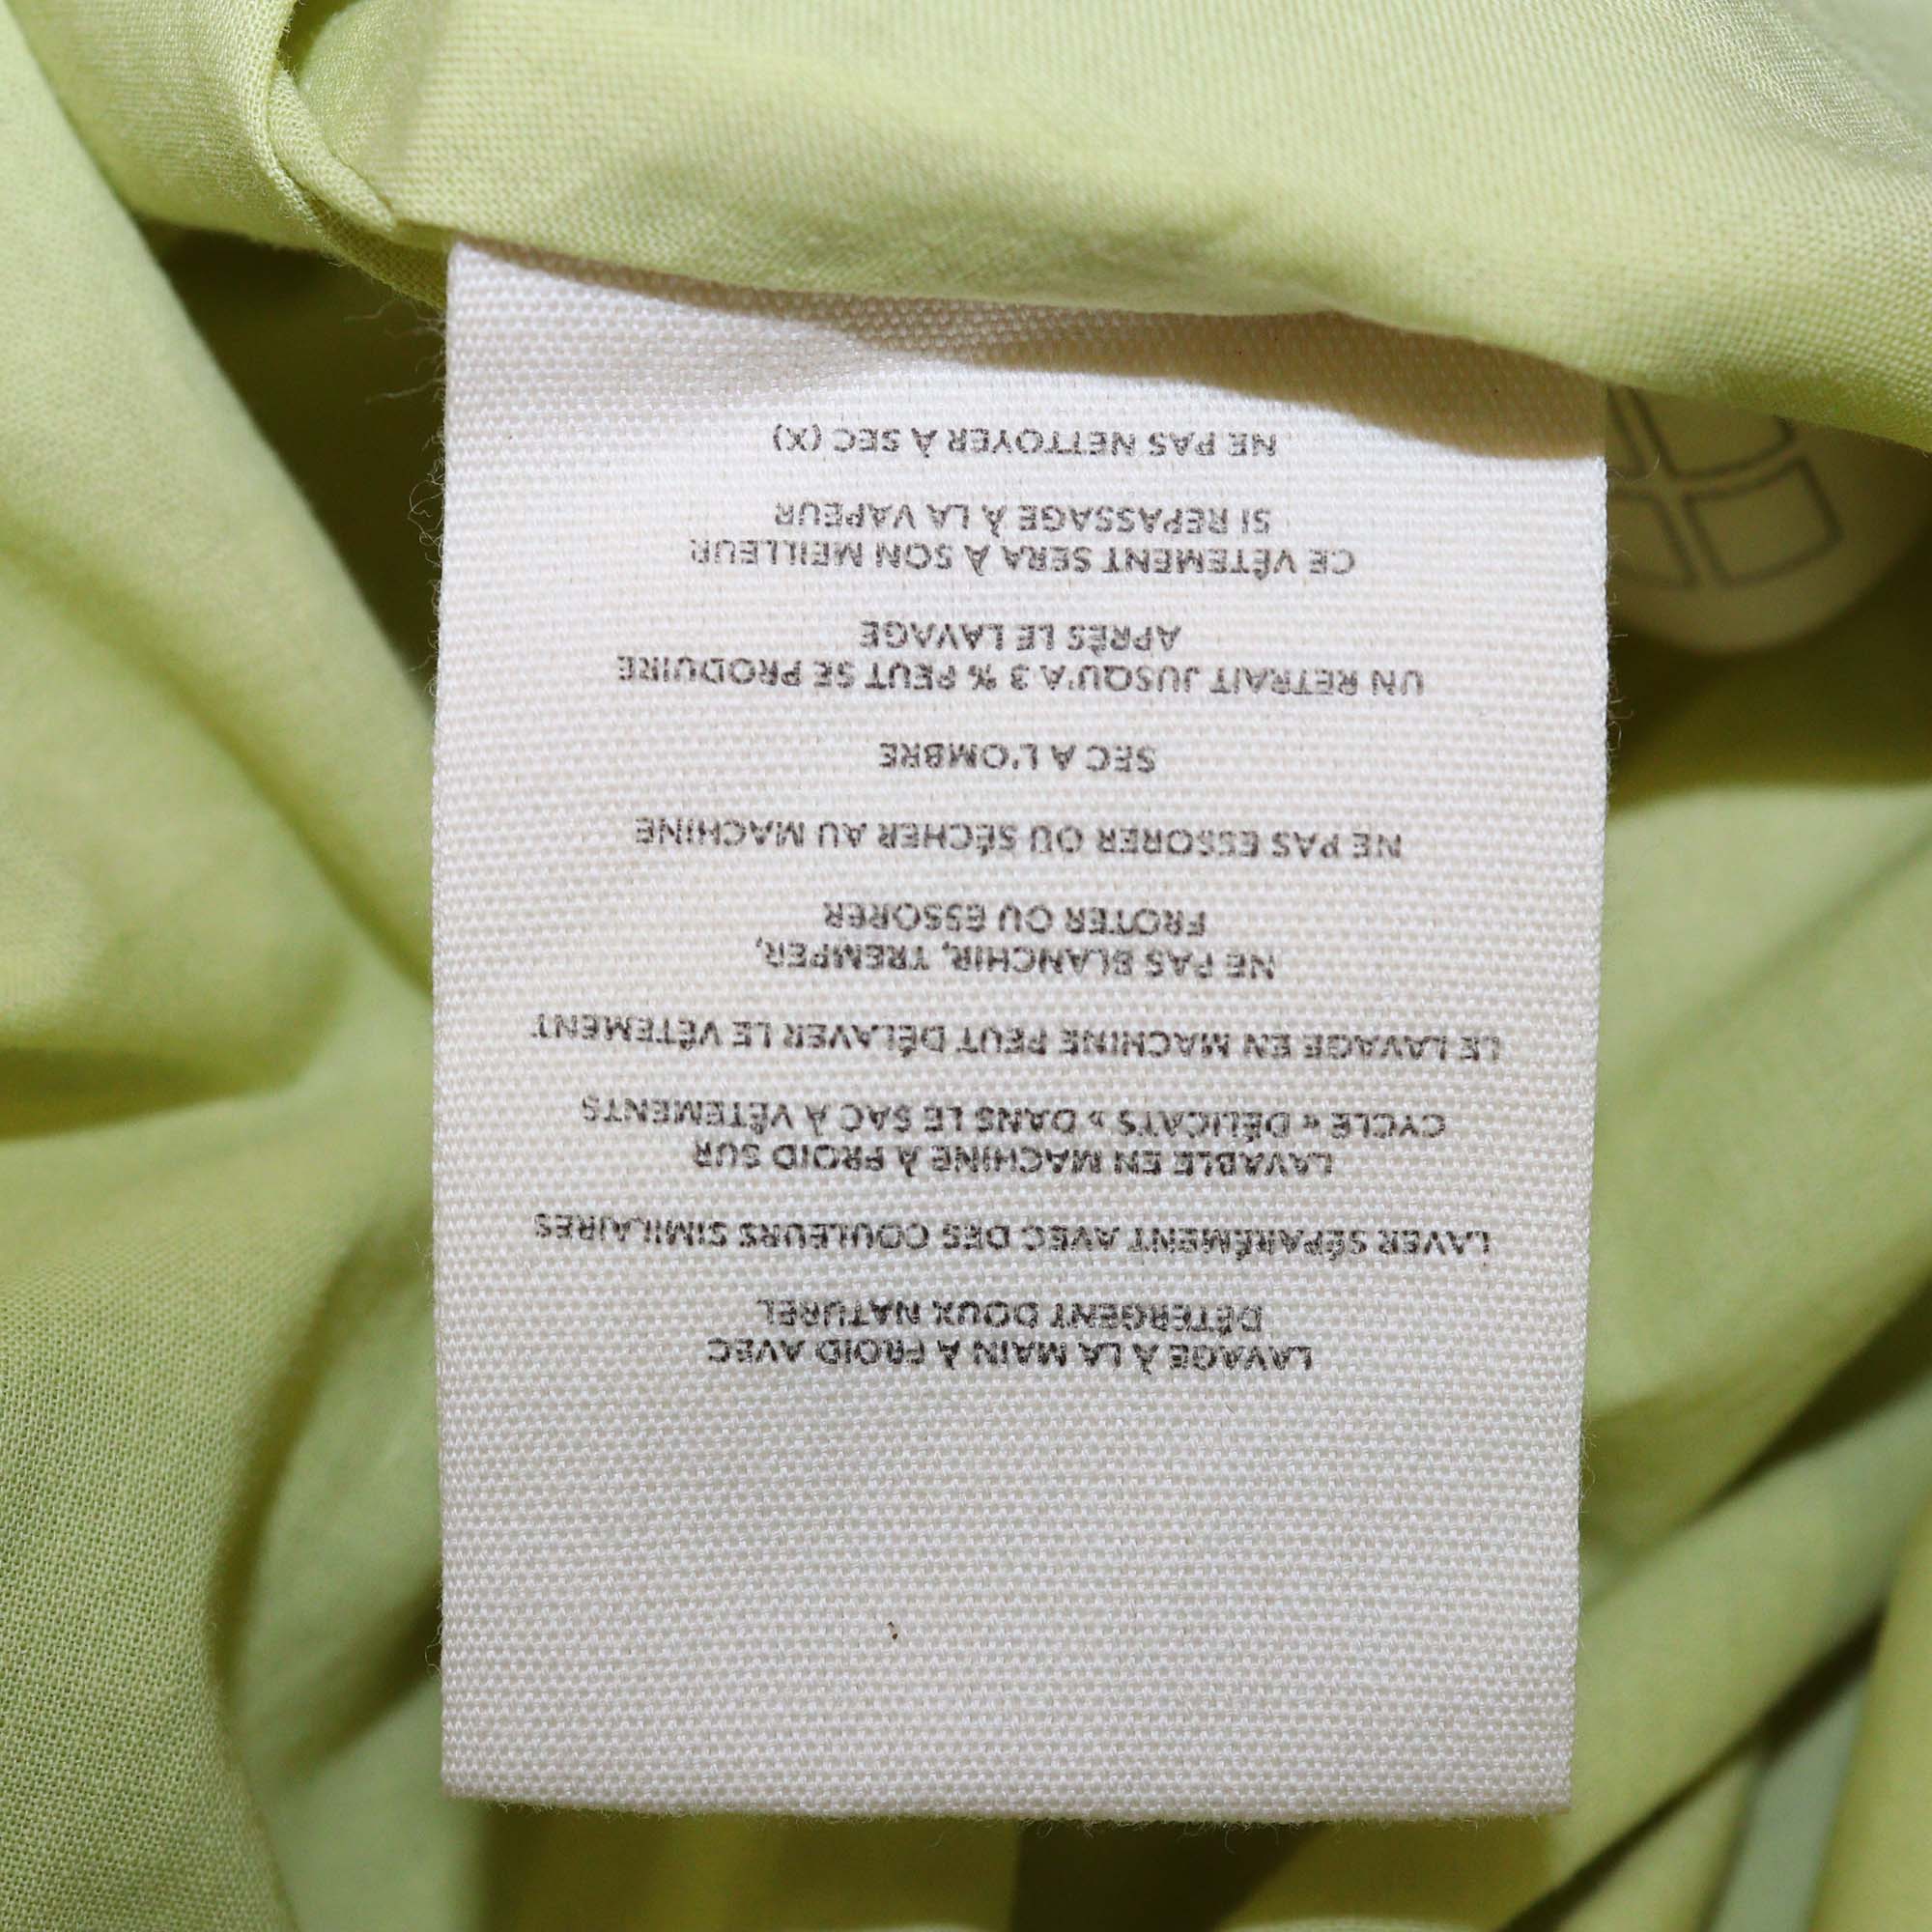 LAVAGE À LA MAIN À FROID AVEC
DÉTERGENT DOUX NATUREL
LAVER SÉPARÉMENT AVEC DES COULEURS SIMILAIRES
LAVABLE EN MACHINE À FROID SUR
CYCLE « DÉLICATS » DANS LE SAC À VÊTEMENTS
LE LAVAGE EN MACHINE PEUT DÉLAVER LE VÊTEMENT
NE PAS BLANCHIR, TREMPER,
FROTER OU ESSORER
NE PAS ESSORER OU SÉCHER AU MACHINE
SEC A L'OMBRE
UN RETRAIT JUSQU'A 3 % PEUT SE PRODUIRE
APRÈS LE LAVAGE
CE VÊTEMENT SERA À SON MEILLEUR
SI REPASSAGE À LA VAPEUR
NE PAS NETTOYER À SEC (X)